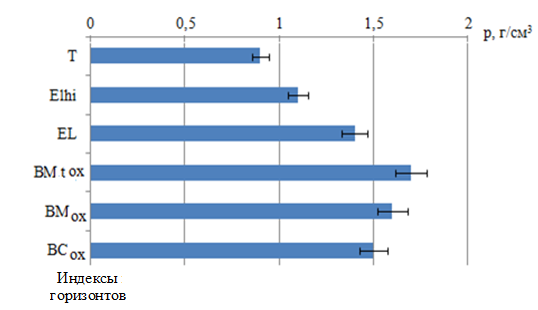 0 0,5 1 1,5 2 p, г/см³
T
Elhi
EL
BM t ox
BM ox
BC ox
Индексы
горизонтов